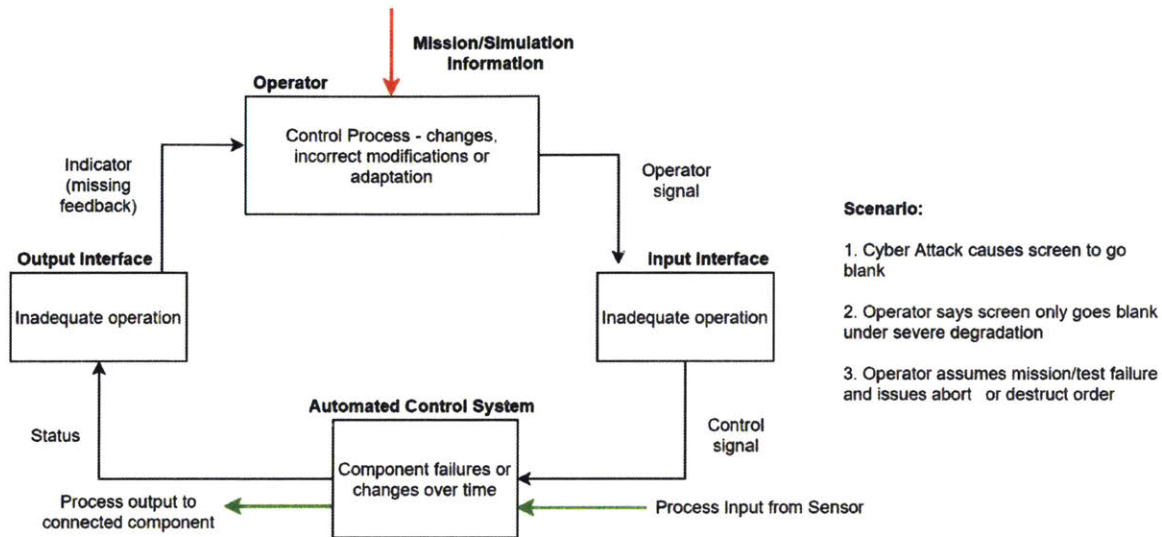 Mission/Simulation
Information
Operator
Control Process - changes,
incorrect modifications or
adaptation
Indicator
(missing
feedback)
Operator
signal
Output Interface
Inadequate operation
Input Interface
Inadequate operation
Scenario:
1. Cyber Attack causes screen to go
blank
2. Operator says screen only goes blank
under severe degradation
3. Operator assumes mission/test failure
and issues abort or destruct order
Automated Control System
Component failures or
changes over time
Status
Control
signal
Process output to
connected component
Process Input from Sensor